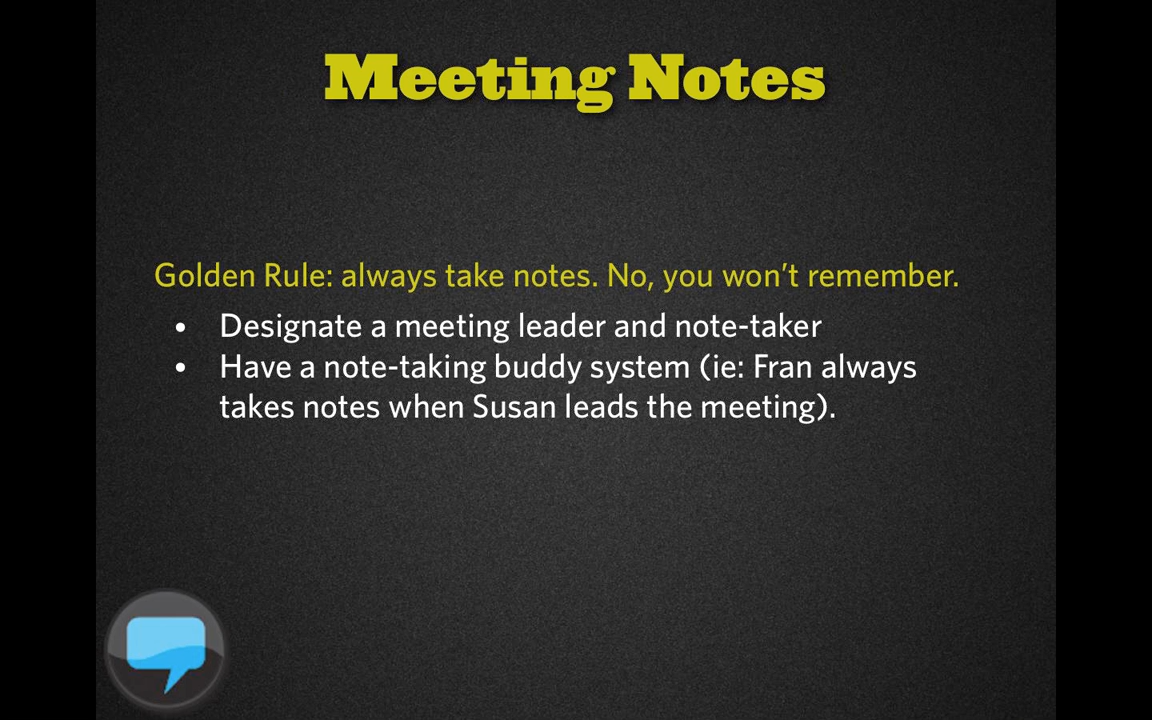 Meeting Notes
Golden Rule: always take notes. No, you won’t remember.
• Designate a meeting leader and note-taker
• Have a note-taking buddy system (ie: Fran always
takes notes when Susan leads the meeting).